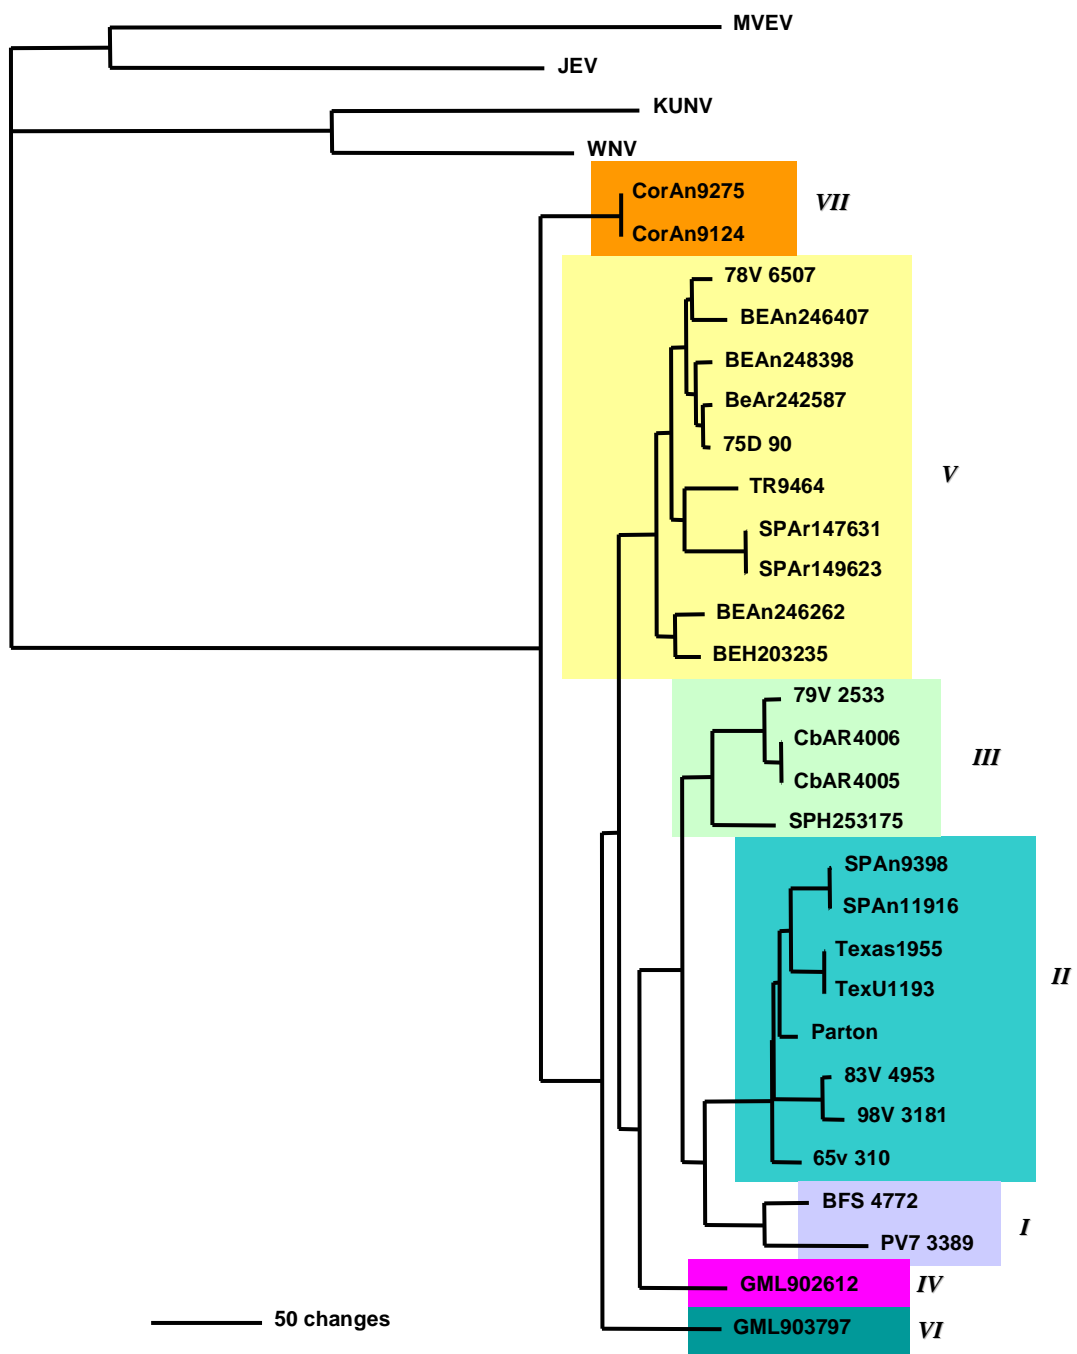 MVEV
JEV
KUNV
WNV
CorAn9275
VII
CorAn9124
78V 6507
BEAn246407
BEAn248398
BeAr242587
75D 90
V
TR9464
SPAr147631
SPAr149623
BEAn246262
BEH203235
79V 2533
CbAR4006
III
CbAR4005
SPH253175
SPAn9398
SPAn11916
Texas1955
II
TexU1193
Parton
83V 4953
98V 3181
65v 310
BFS 4772
I
PV7 3389
GML902612
IV
50 changes
GML903797
VI